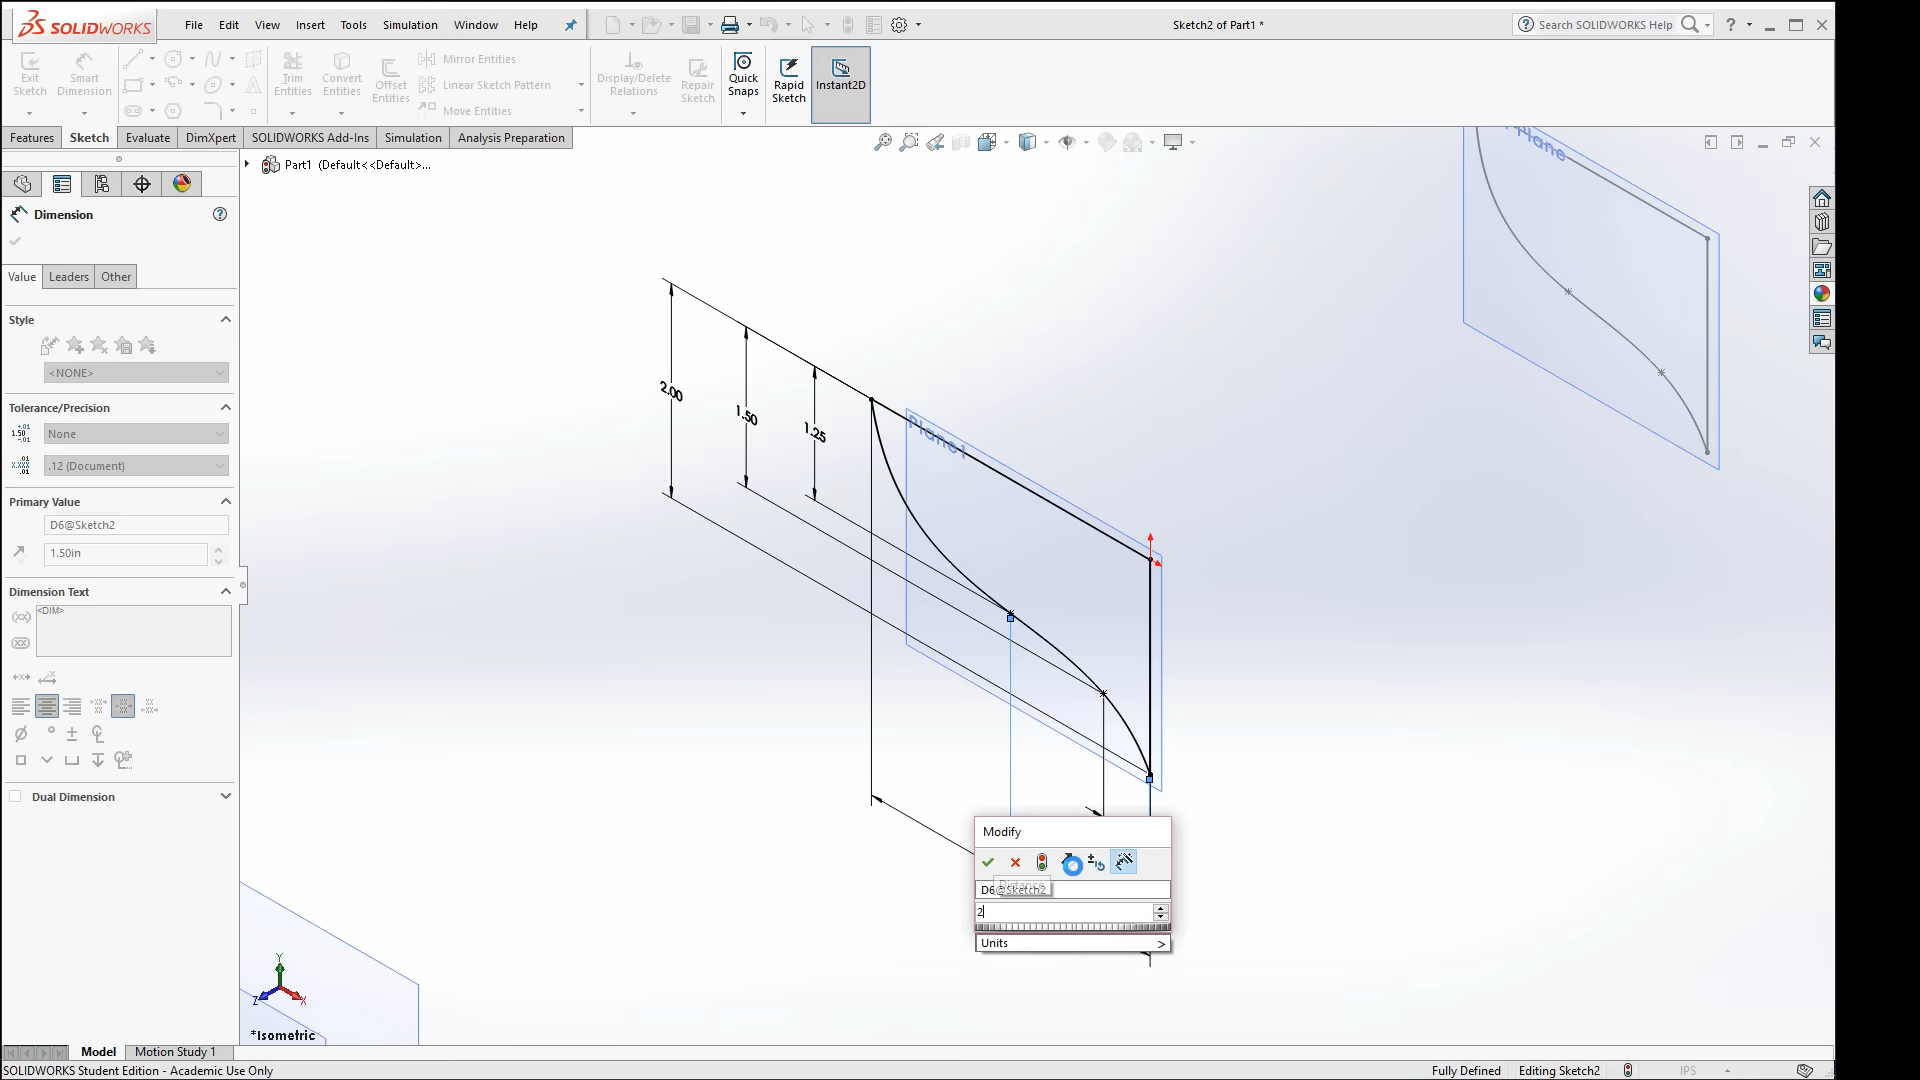 SOLIDWORKS
File Edit View Insert Tools Simulation Window Help
Sketch2 of Part1 *
Search SOLIDWORKS Help
Exit Sketch
Smart Dimension
Trim Entities
Convert Entities
Offset Entities
Mirror Entities
Linear Sketch Pattern
Move Entities
Display/Delete Relations
Repair Sketch
Quick Snaps
Rapid Sketch
Instant2D
Features Sketch Evaluate DimXpert SOLIDWORKS Add-Ins Simulation Analysis Preparation
Part1 (Default<<Default>...
Dimension
Value Leaders Other
Style
<NONE>
Tolerance/Precision
None
.12 (Document)
Primary Value
D6@Sketch2
1.50in
Dimension Text
<DIM>
Dual Dimension
Plane
2.00
1.50
1.25
Plane1
Modify
Distance
D6@Sketch2
2
Units >
Y
Z
X
*Isometric
Model Motion Study 1
SOLIDWORKS Student Edition - Academic Use Only
Fully Defined Editing Sketch2 IPS